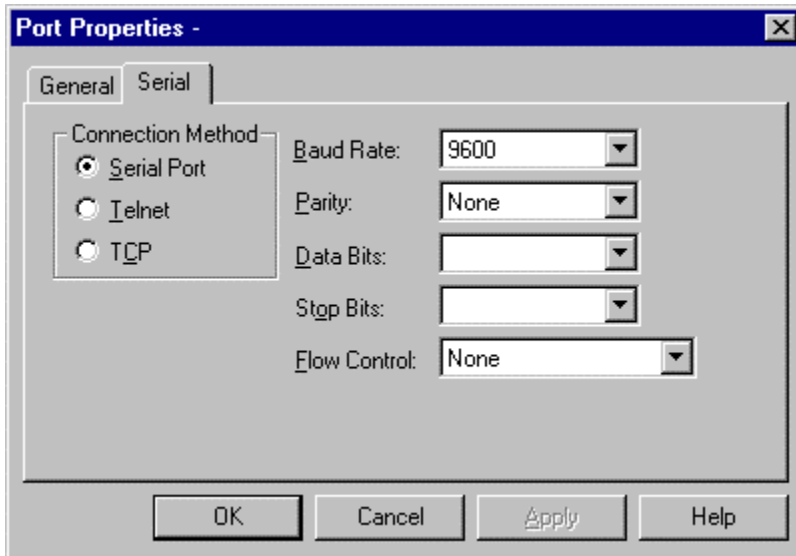 Port Properties -
General
Serial
Connection Method
Serial Port
Telnet
TCP
Baud Rate:
9600
Parity:
None
Data Bits:
Stop Bits:
Flow Control:
None
OK
Cancel
Apply
Help